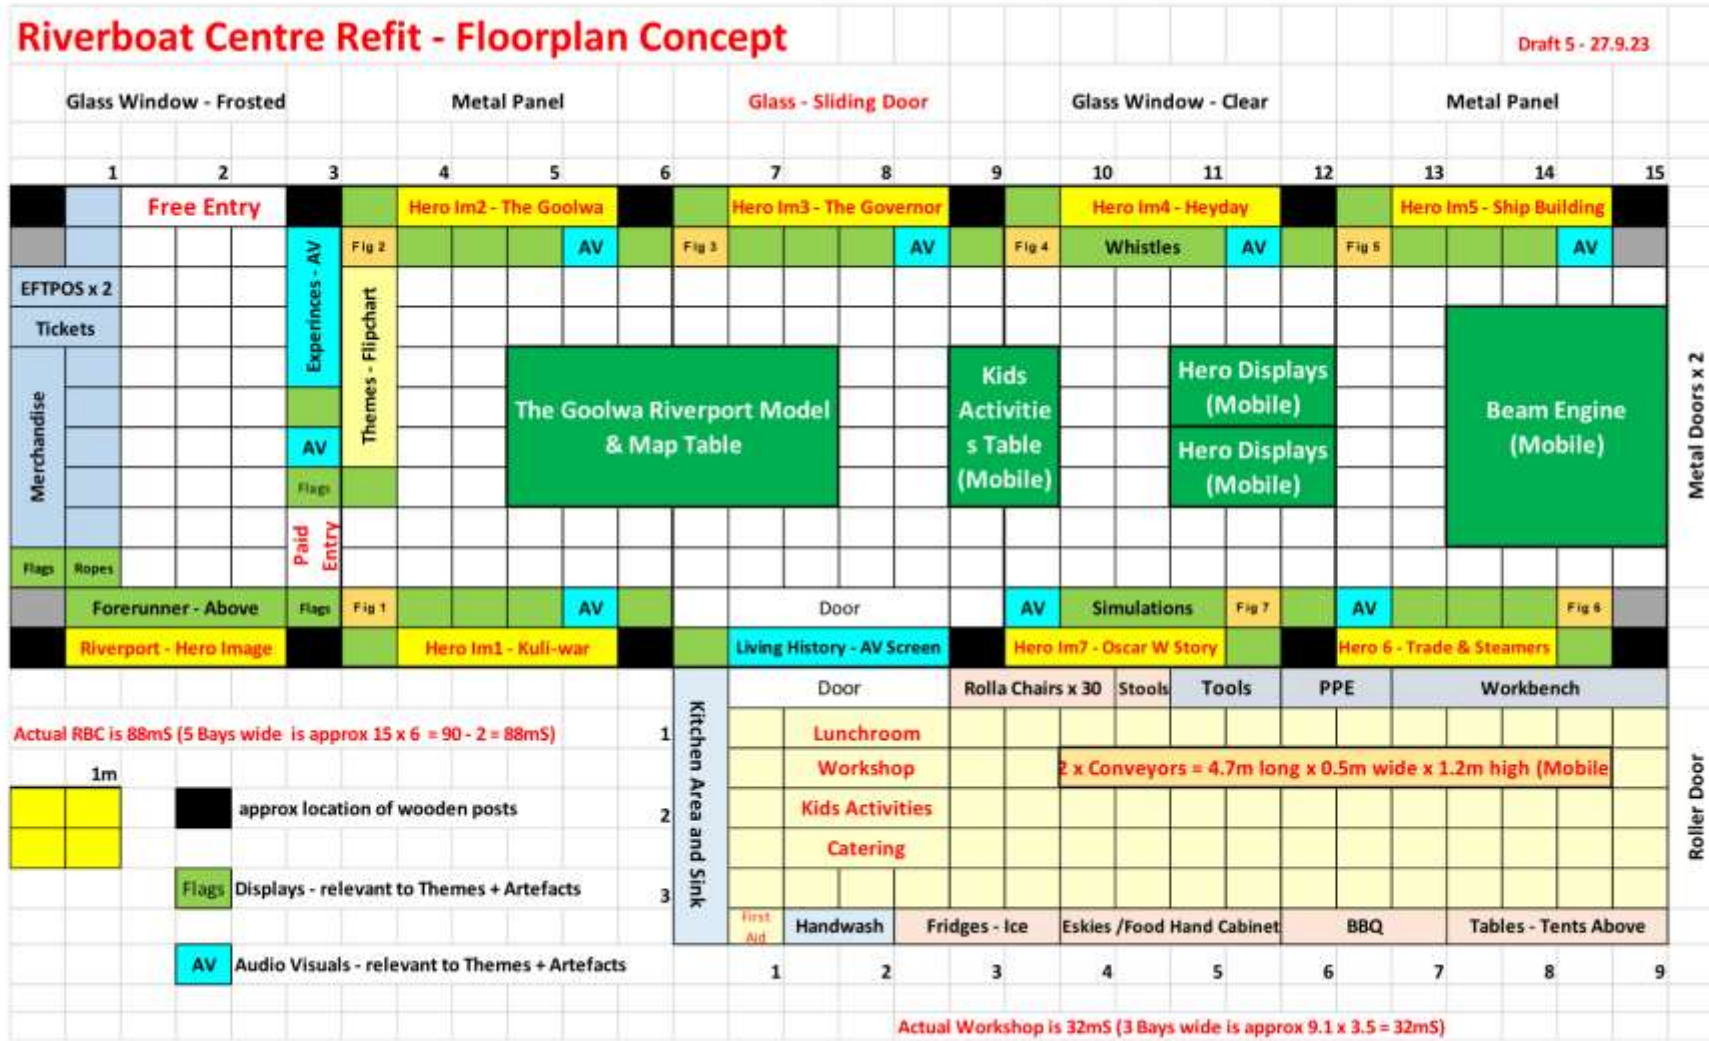 Riverboat Centre Refit - Floorplan Concept
Draft 5 - 27.9.23
Glass Window - Frosted
Metal Panel
Glass - Sliding Door
Glass Window - Clear
Metal Panel
1 2 3 4 5 6 7 8 9 10 11 12 13 14 15
Free Entry
Hero Im2 - The Goolwa
Hero Im3 - The Governor
Hero Im4 - Heyday
Hero Im5 - Ship Building
Experinces - AV
Fig 2
AV
Fig 3
AV
Fig 4
Whistles
AV
Fig 5
AV
EFTPOS x 2
Tickets
Merchandise
Themes - Flipchart
The Goolwa Riverport Model
& Map Table
Kids
Activitie
s Table
(Mobile)
Hero Displays
(Mobile)
Hero Displays
(Mobile)
Beam Engine
(Mobile)
Metal Doors x 2
AV
Flags
Paid
Entry
Flags
Ropes
Forerunner - Above
Flags
Fig 1
AV
Door
AV
Simulations
Fig 7
AV
Fig 6
Riverport - Hero Image
Hero Im1 - Kuli-war
Living History - AV Screen
Hero Im7 - Oscar W Story
Hero 6 - Trade & Steamers
Kitchen Area and Sink
Door
Rolla Chairs x 30
Stools
Tools
PPE
Workbench
Actual RBC is 88mS (5 Bays wide is approx 15 x 6 = 90 - 2 = 88mS)
1
Lunchroom
1m
Workshop
2 x Conveyors = 4.7m long x 0.5m wide x 1.2m high (Mobile
Roller Door
approx location of wooden posts
2
Kids Activities
Catering
Flags
Displays - relevant to Themes + Artefacts
3
First
Aid
Handwash
Fridges - Ice
Eskies /Food Hand Cabinet
BBQ
Tables - Tents Above
AV
Audio Visuals - relevant to Themes + Artefacts
1 2 3 4 5 6 7 8 9
Actual Workshop is 32mS (3 Bays wide is approx 9.1 x 3.5 = 32mS)